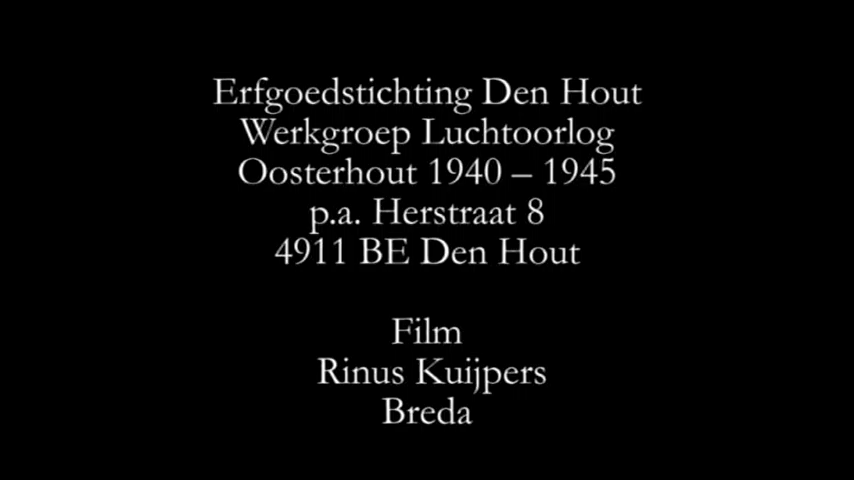 Erfgoedstichting Den Hout
Werkgroep Luchtoorlog
Oosterhout 1940 – 1945
p.a. Herstraat 8
4911 BE Den Hout
Film
Rinus Kuijpers
Breda